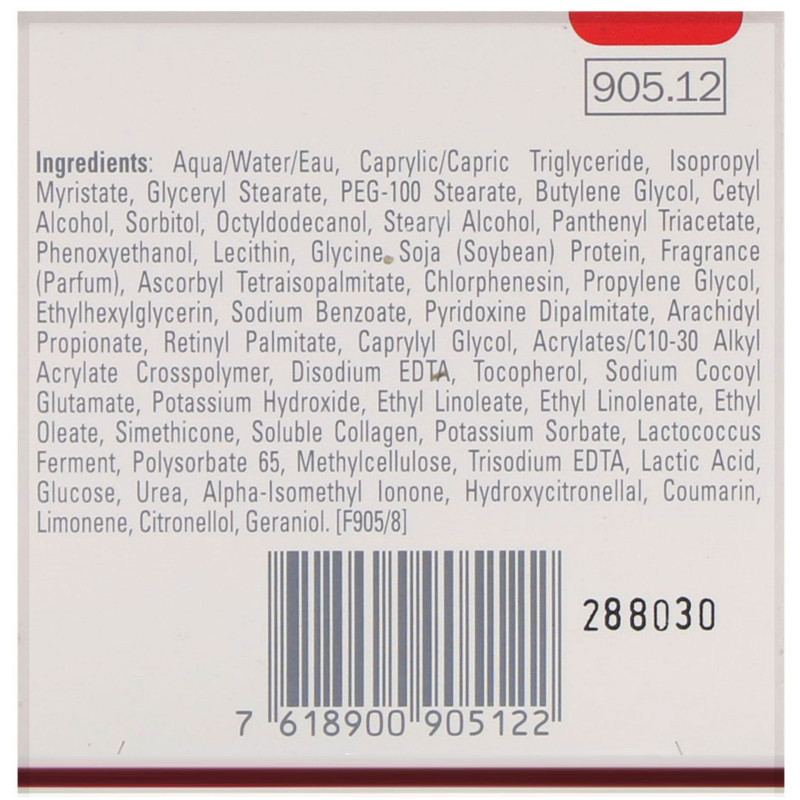 905.12
Ingredients: Aqua/Water/Eau, Caprylic/Capric Triglyceride, Isopropyl
Myristate, Glyceryl Stearate, PEG-100 Stearate, Butylene Glycol, Cetyl
Alcohol, Sorbitol, Octyldodecanol, Stearyl Alcohol, Panthenyl Triacetate,
Phenoxyethanol, Lecithin, Glycine Soja (Soybean) Protein, Fragrance
(Parfum), Ascorbyl Tetraisopalmitate, Chlorphenesin, Propylene Glycol,
Ethylhexylglycerin, Sodium Benzoate, Pyridoxine Dipalmitate, Arachidyl
Propionate, Retinyl Palmitate, Caprylyl Glycol, Acrylates/C10-30 Alkyl
Acrylate Crosspolymer, Disodium EDTA, Tocopherol, Sodium Cocoyl
Glutamate, Potassium Hydroxide, Ethyl Linoleate, Ethyl Linolenate, Ethyl
Oleate, Simethicone, Soluble Collagen, Potassium Sorbate, Lactococcus
Ferment, Polysorbate 65, Methylcellulose, Trisodium EDTA, Lactic Acid,
Glucose, Urea, Alpha-Isomethyl Ionone, Hydroxycitronellal, Coumarin,
Limonene, Citronellol, Geraniol. [F905/8]
288030
7 618900 905122